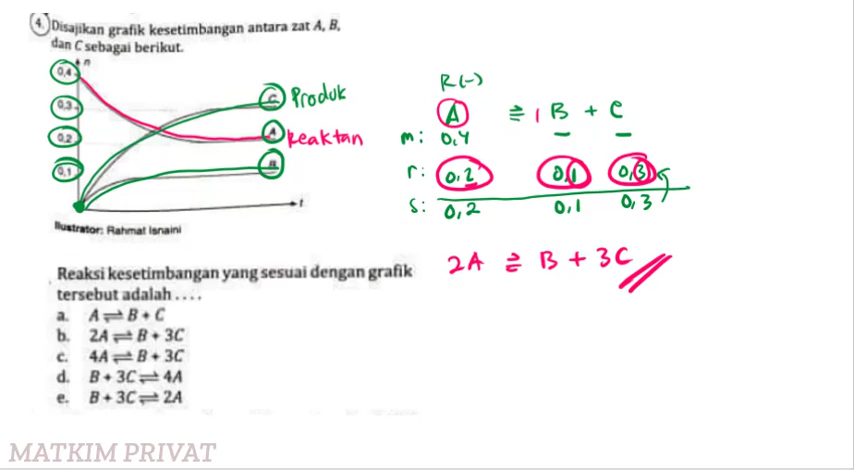 4. Disajikan grafik kesetimbangan antara zat A, B,
dan C sebagai berikut.
n
0,4
0,3
0,2
0,1
C Produk
A Reaktan
B
t
Ilustrator: Rahmat Isnaini
Reaksi kesetimbangan yang sesuai dengan grafik
tersebut adalah . . . .
a. A ⇌ B + C
b. 2A ⇌ B + 3C
c. 4A ⇌ B + 3C
d. B + 3C ⇌ 4A
e. B + 3C ⇌ 2A
R (-)
A ⇌ 1 B + C
m: 0,4 – –
r: 0,2 0,1 0,3
s: 0,2 0,1 0,3
2A ⇌ B + 3C
MATKIM PRIVAT